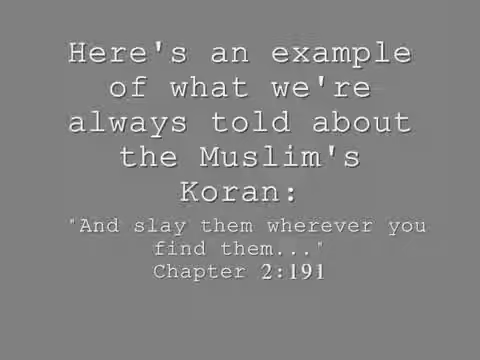 Here's an example
of what we're
always told about
the Muslim's
Koran:
"And slay them wherever you
find them..."
Chapter 2:191